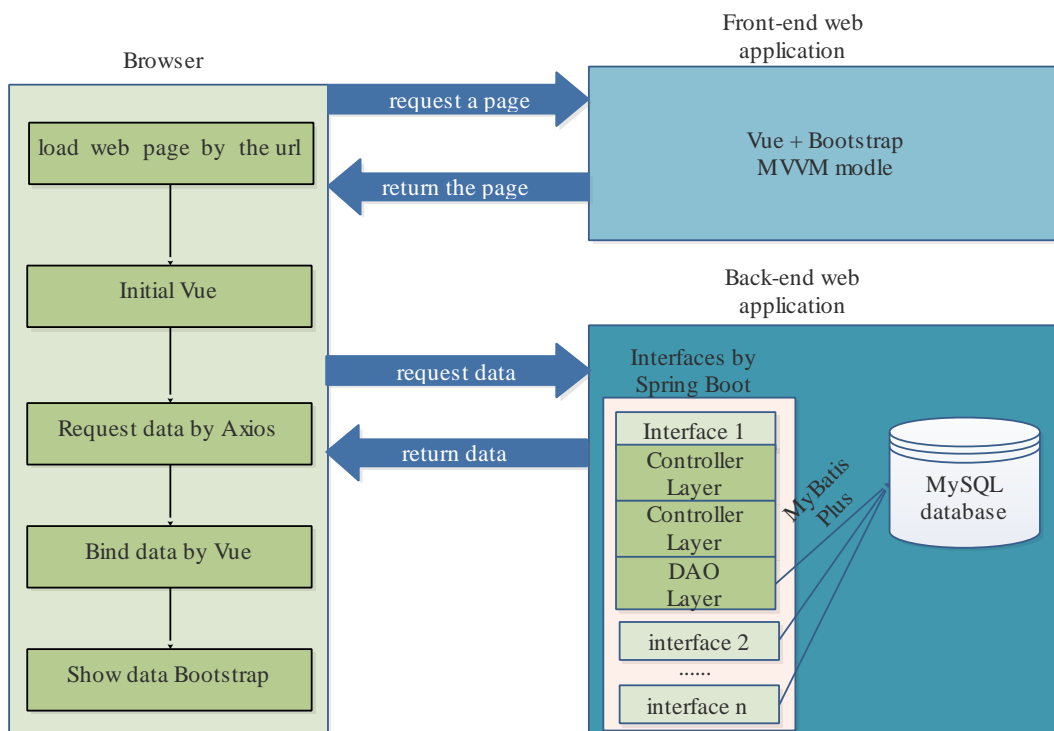 Browser
load web page by the url
Initial Vue
Request data by Axios
Bind data by Vue
Show data Bootstrap
request a page
return the page
request data
return data
Front-end web
application
Vue + Bootstrap
MVVM modle
Back-end web
application
Interfaces by
Spring Boot
Interface 1
Controller
Layer
Controller
Layer
DAO
Layer
interface 2
......
interface n
MyBatis
Plus
MySQL
database